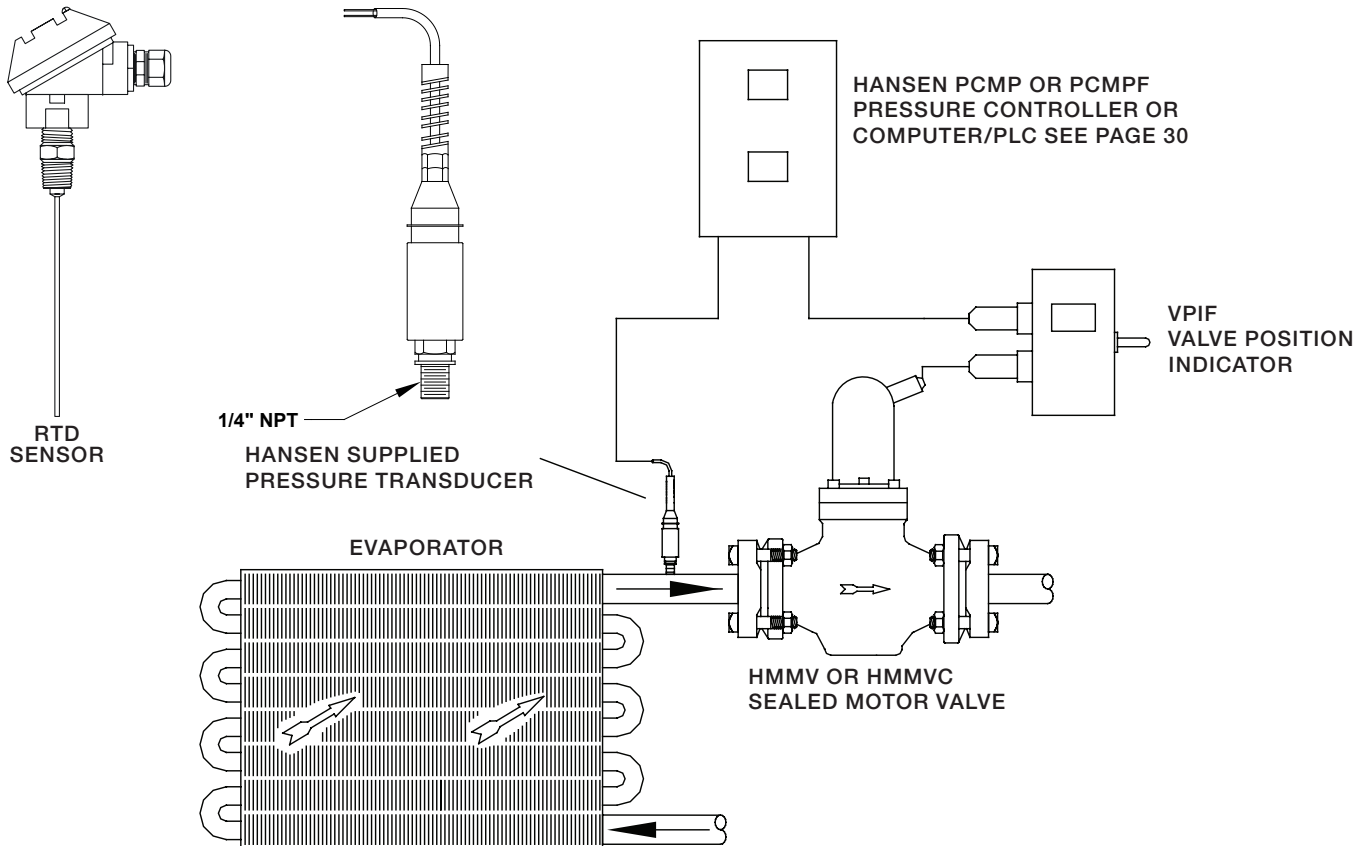 HANSEN PCMP OR PCMPF
PRESSURE CONTROLLER OR
COMPUTER/PLC SEE PAGE 30
VPIF
VALVE POSITION
INDICATOR
1/4" NPT
RTD
SENSOR
HANSEN SUPPLIED
PRESSURE TRANSDUCER
EVAPORATOR
HMMV OR HMMVC
SEALED MOTOR VALVE